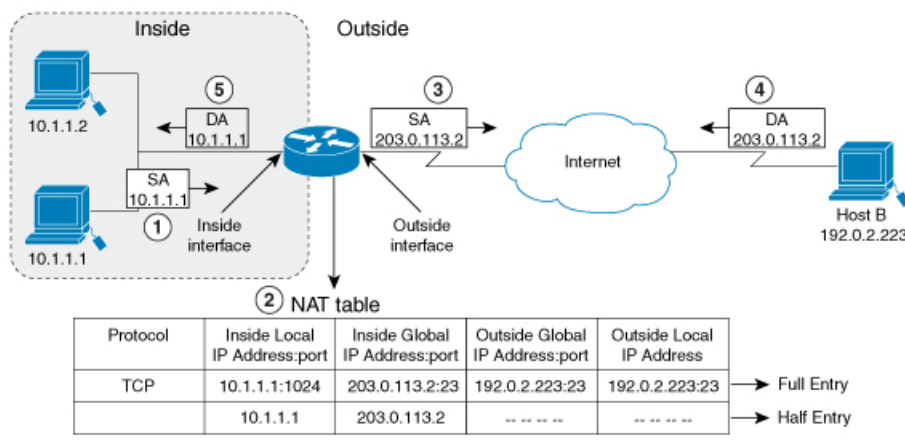 Inside
Outside
10.1.1.2
5
DA
10.1.1.1
3
SA
203.0.113.2
4
DA
203.0.113.2
Internet
SA
10.1.1.1
1
10.1.1.1
Inside
interface
Outside
interface
Host B
192.0.2.223
2 NAT table
Protocol
Inside Local
IP Address:port
Inside Global
IP Address:port
Outside Global
IP Address:port
Outside Local
IP Address
TCP 10.1.1.1:1024 203.0.113.2:23 192.0.2.223:23 192.0.2.223:23 Full Entry
10.1.1.1 203.0.113.2 -- -- -- -- -- -- -- -- Half Entry